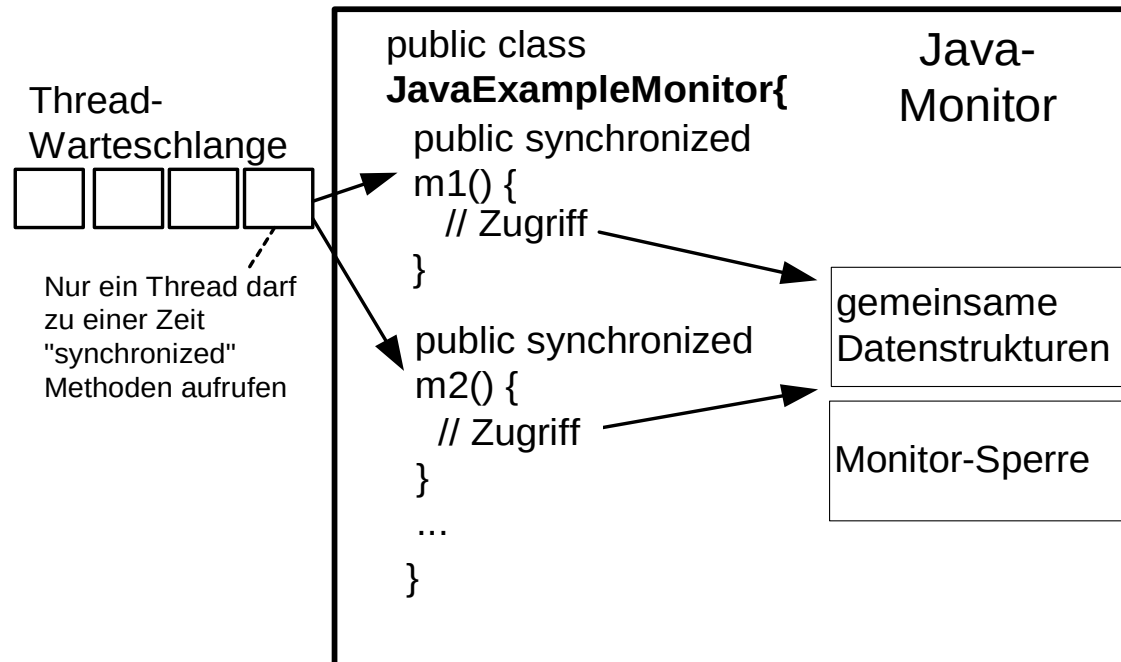 Thread-
Warteschlange
Nur ein Thread darf
zu einer Zeit
"synchronized"
Methoden aufrufen
public class
JavaExampleMonitor{
public synchronized
m1() {
// Zugriff
}
public synchronized
m2() {
// Zugriff
}
...
}
Java-
Monitor
gemeinsame
Datenstrukturen
Monitor-Sperre